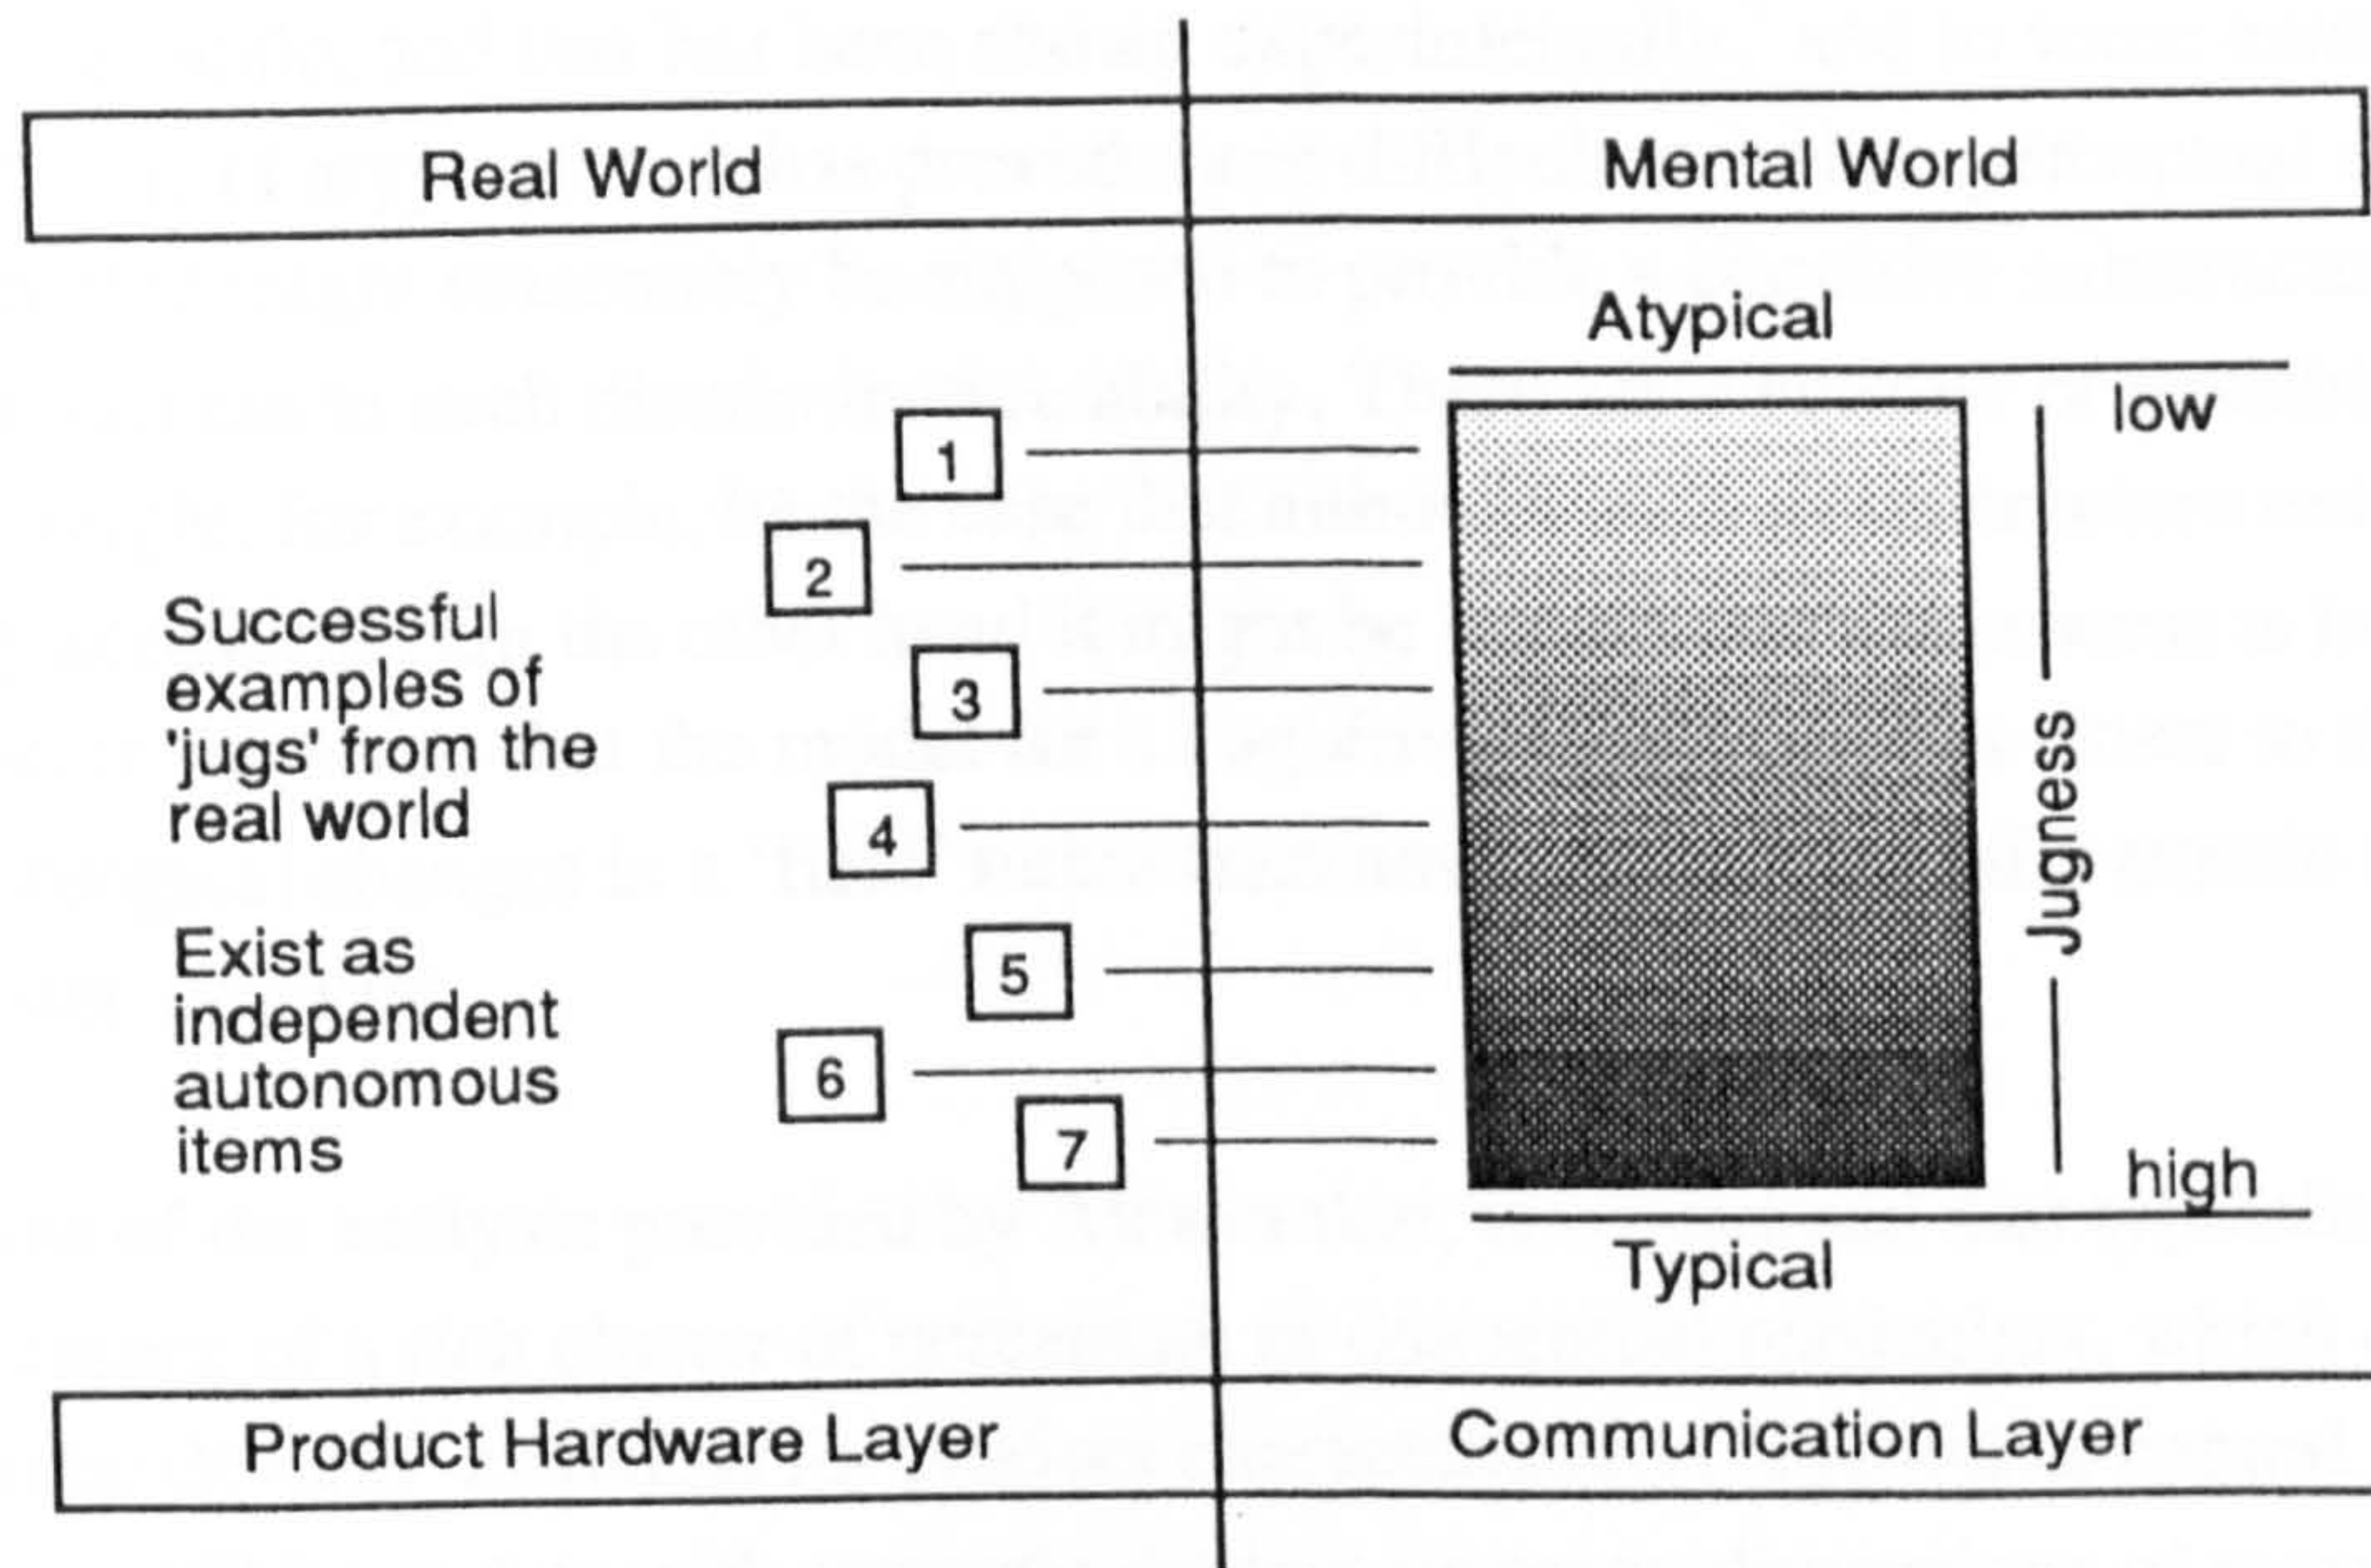 Real World
Mental World
Atypical
low
1
2
3
4
5
6
7
Successful
examples of
'jugs' from the
real world
Exist as
independent
autonomous
items
Jugness
high
Typical
Product Hardware Layer
Communication Layer